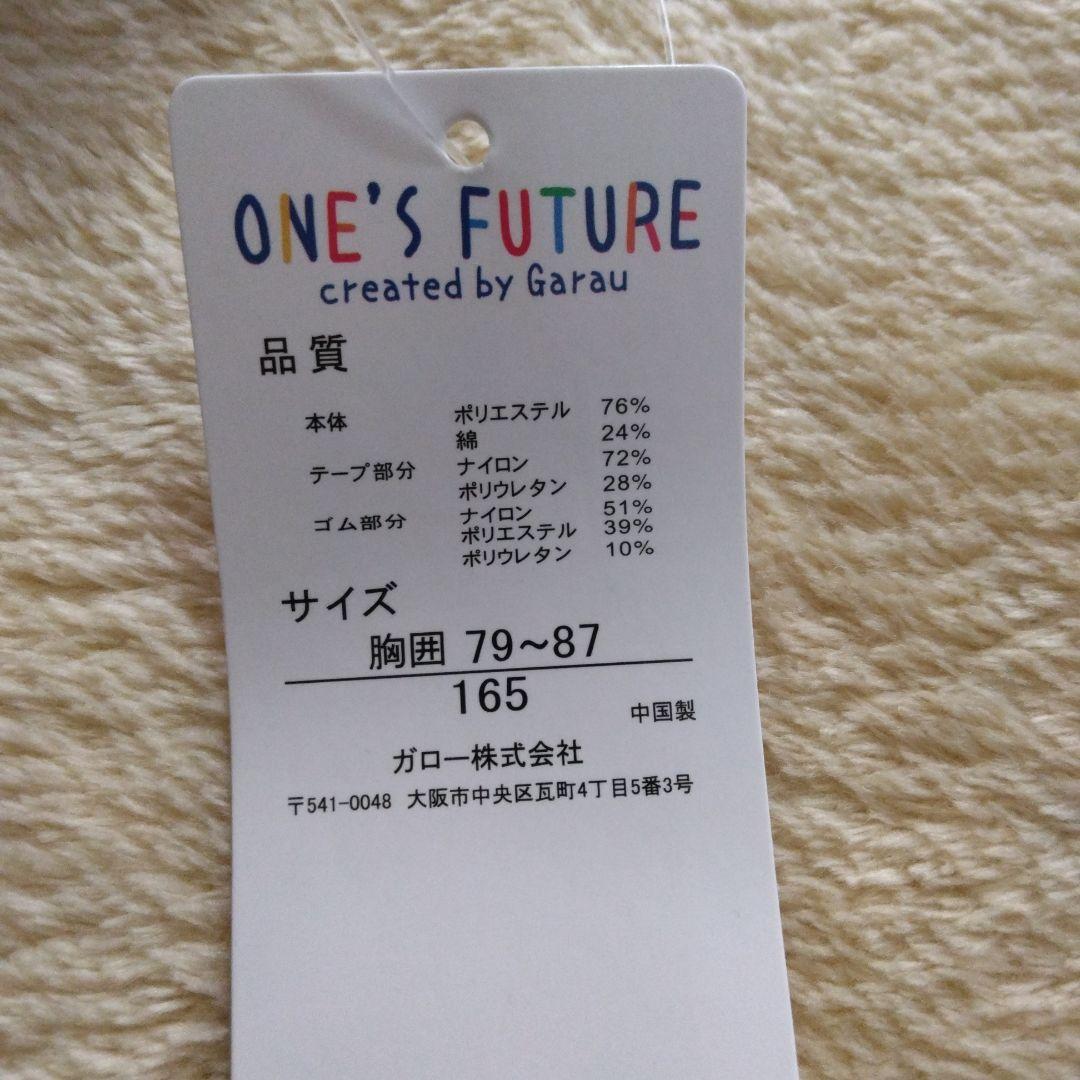 ONE'S FUTURE
created by Garau
品質
本体 ポリエステル 76%
綿 24%
テープ部分 ナイロン 72%
ポリウレタン 28%
ゴム部分 ナイロン 51%
ポリエステル 39%
ポリウレタン 10%
サイズ
胸囲 79~87
165
中国製
ガロー株式会社
〒541-0048 大阪市中央区瓦町4丁目5番3号